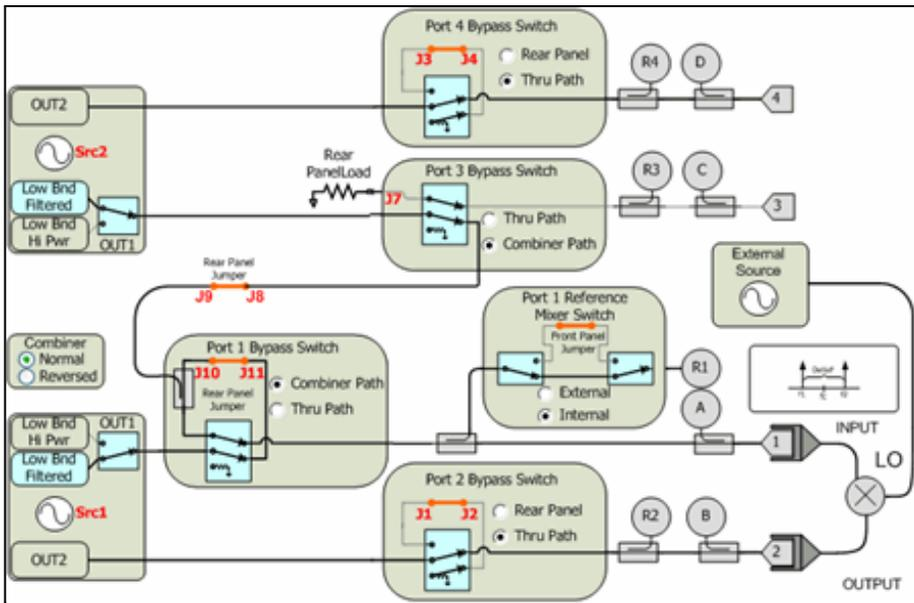 Port 4 Bypass Switch
J3
J4
Rear Panel
Thru Path
R4
D
4
OUT2
Src2
Low Bnd
Filtered
Low Bnd
Hi Pwr
OUT1
Rear
PanelLoad
Port 3 Bypass Switch
J7
Thru Path
Combiner Path
R3
C
3
External
Source
Rear Panel
Jumper
J9
J8
Port 1 Reference
Mixer Switch
Front Panel
Jumper
External
Internal
R1
A
Combiner
Normal
Reversed
Port 1 Bypass Switch
J10
J11
Rear Panel
Jumper
Combiner Path
Thru Path
INPUT
1
LO
Low Bnd
Hi Pwr
Low Bnd
Filtered
OUT1
Src1
OUT2
Port 2 Bypass Switch
J1
J2
Rear Panel
Thru Path
R2
B
2
OUTPUT